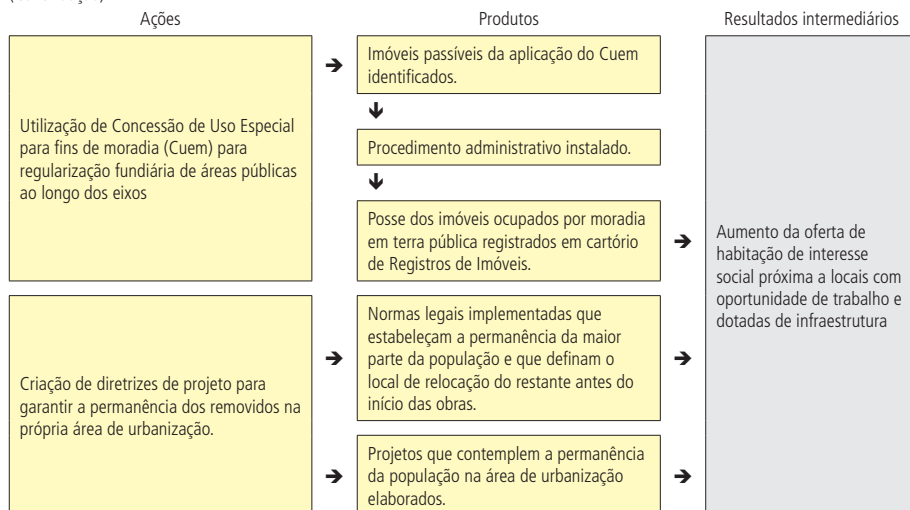 Ações
Produtos
Resultados intermediários
Utilização de Concessão de Uso Especial
para fins de moradia (Cuem) para
regularização fundiária de áreas públicas
ao longo dos eixos
Imóveis passíveis da aplicação do Cuem
identificados.
Procedimento administrativo instalado.
Posse dos imóveis ocupados por moradia
em terra pública registrados em cartório
de Registros de Imóveis.
Criação de diretrizes de projeto para
garantir a permanência dos removidos na
própria área de urbanização.
Normas legais implementadas que
estabeleçam a permanência da maior
parte da população e que definam o
local de relocação do restante antes do
início das obras.
Projetos que contemplem a permanência
da população na área de urbanização
elaborados.
Aumento da oferta de
habitação de interesse
social próxima a locais com
oportunidade de trabalho e
dotadas de infraestrutura